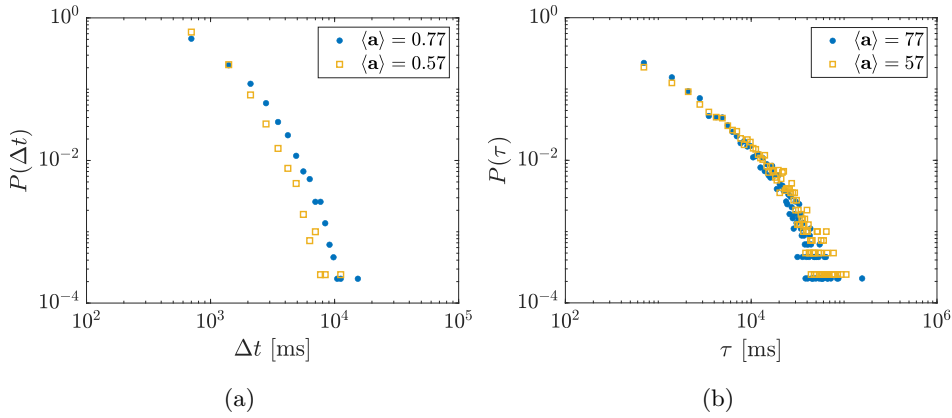 10^0
10^-2
10^-4
P(Δt)
⟨a⟩ = 0.77
⟨a⟩ = 0.57
10^2
10^3
10^4
10^5
Δt [ms]
(a)
10^0
10^-2
10^-4
P(τ)
⟨a⟩ = 77
⟨a⟩ = 57
10^2
10^4
10^6
τ [ms]
(b)